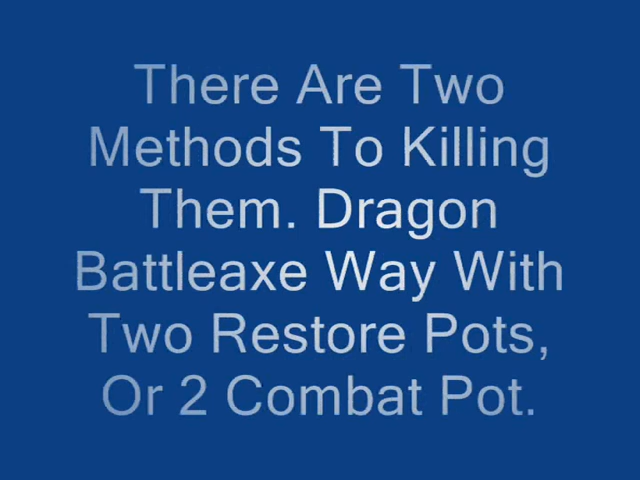 There Are Two
Methods To Killing
Them. Dragon
Battleaxe Way With
Two Restore Pots,
Or 2 Combat Pot.